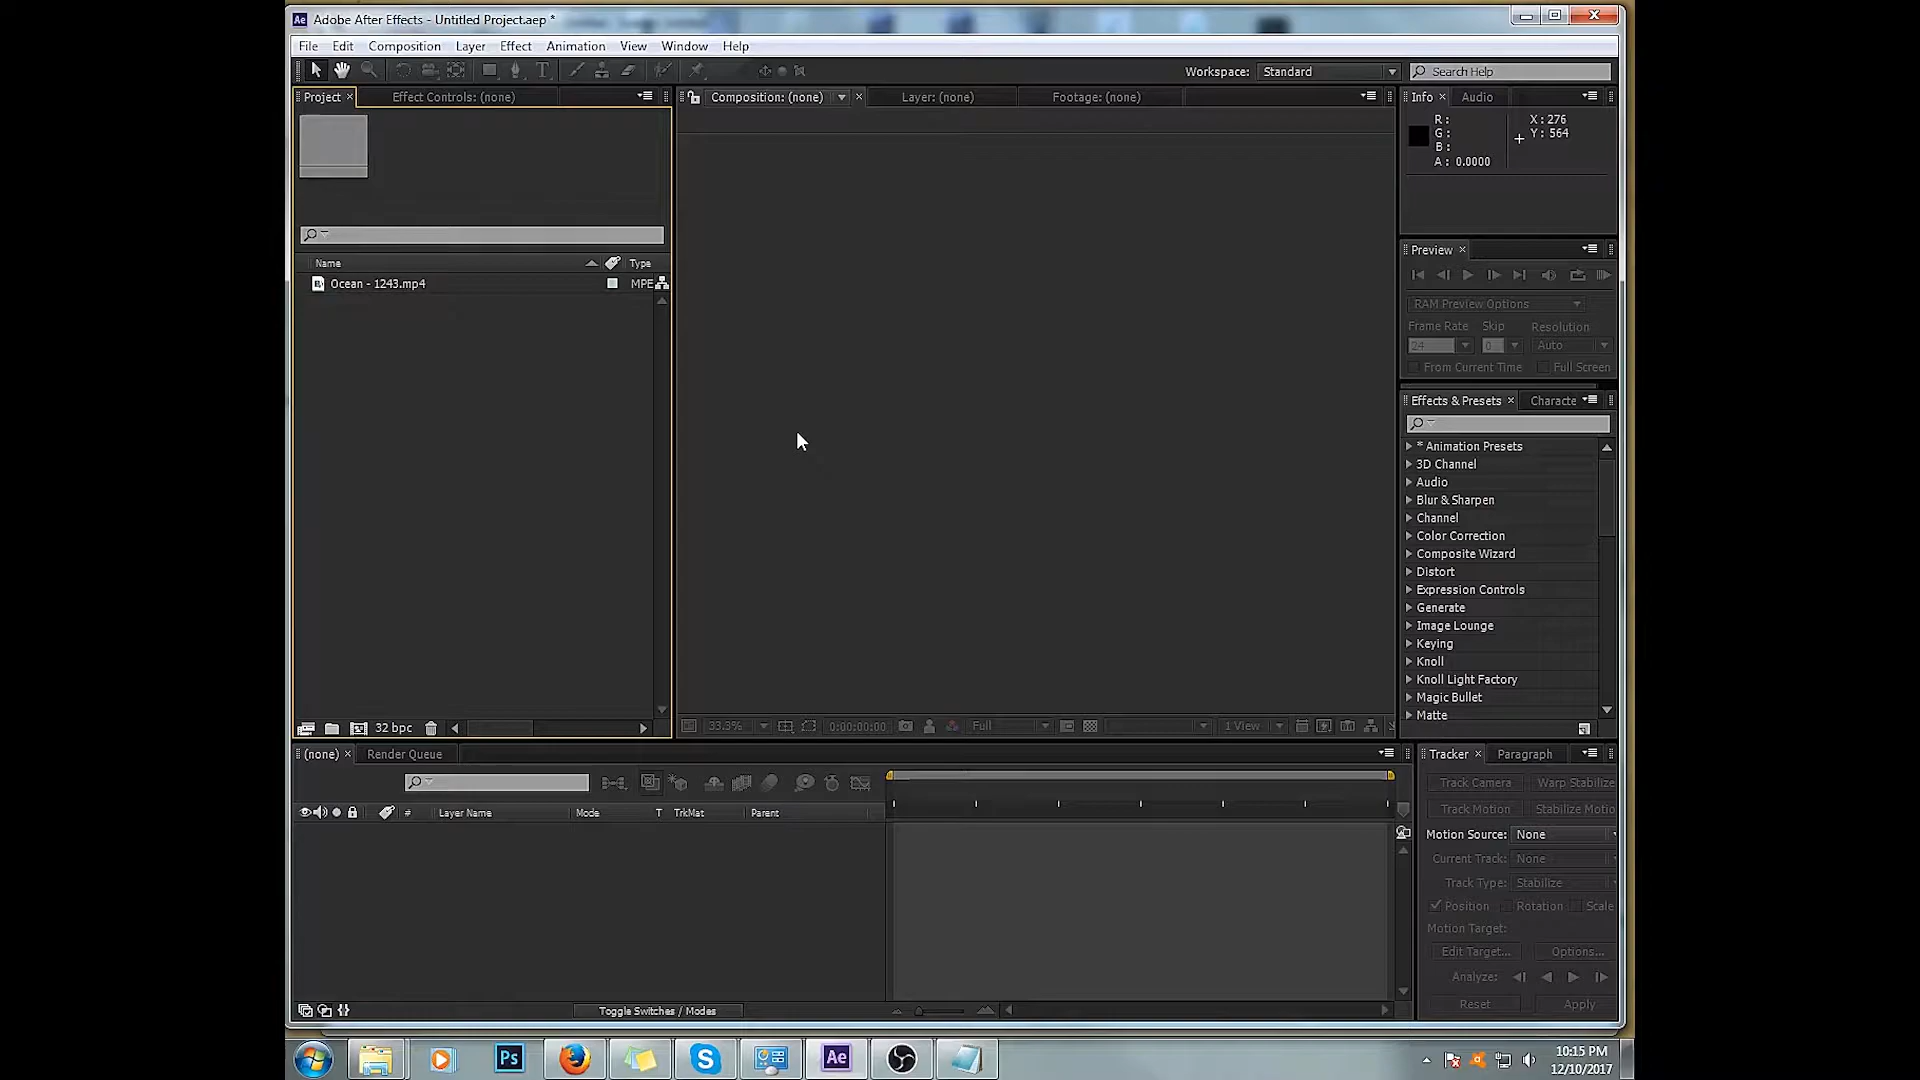 Adobe After Effects - Untitled Project.aep *
File Edit Composition Layer Effect Animation View Window Help
Workspace: Standard Search Help
Project Effect Controls: (none) Composition: (none) Layer: (none) Footage: (none) Info Audio
R: X: 276
G: Y: 564
B:
A: 0.0000
Preview
RAM Preview Options
Frame Rate Skip Resolution
24 0 Auto
From Current Time Full Screen
Name Type
Ocean - 1243.mp4 MPE
Effects & Presets Characte
* Animation Presets
3D Channel
Audio
Blur & Sharpen
Channel
Color Correction
Composite Wizard
Distort
Expression Controls
Generate
Image Lounge
Keying
Knoll
Knoll Light Factory
Magic Bullet
Matte
32 bpc 33.3% 0:00:00:00 Full 1 View
(none) Render Queue
# Layer Name Mode T TrkMat Parent
Toggle Switches / Modes
Tracker Paragraph
Track Camera Warp Stabilize
Track Motion Stabilize Motio
Motion Source: None
Current Track: None
Track Type: Stabilize
Position Rotation Scale
Motion Target:
Edit Target... Options...
Analyze:
Reset Apply
Ps Ae
10:15 PM
12/10/2017